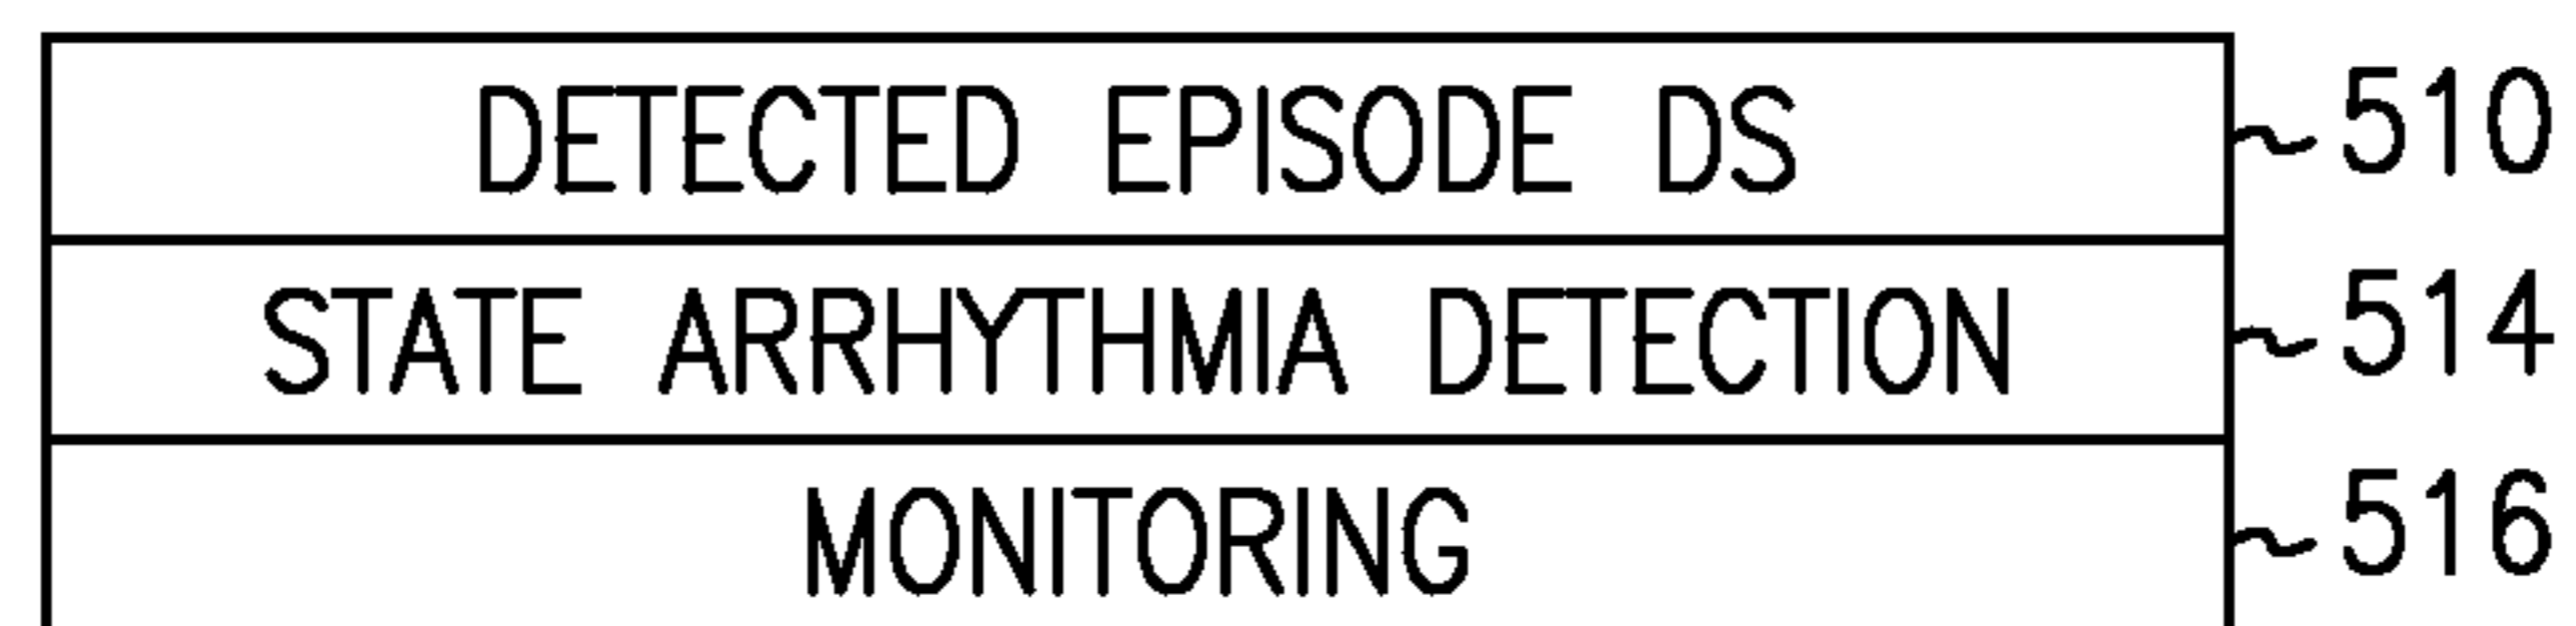 DETECTED EPISODE DS 510
STATE ARRHYTHMIA DETECTION 514
MONITORING 516